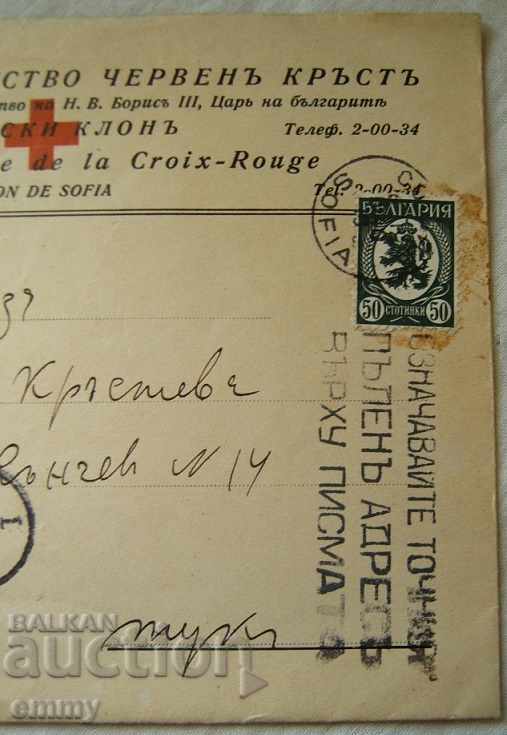 СТВО ЧЕРВЕНЪ КРЪСТЪ
тво на Н. В. Борисъ III, Царь на българитѣ
СКИ КЛОНЪ Телеф. 2-00-34
e de la Croix-Rouge
ON DE SOFIA Tel. 2-00-34
SOFIA
БЪЛГАРИЯ
50 СТОТИНКИ 50
ОЗНАЧАВАЙТЕ ТОЧНИЯ
ПЪЛЕНЪ АДРЕСЪ
ВЪРХУ ПИСМАТА
Кръстевъ
N 14
1
тукъ
BALKAN
auction
emmy